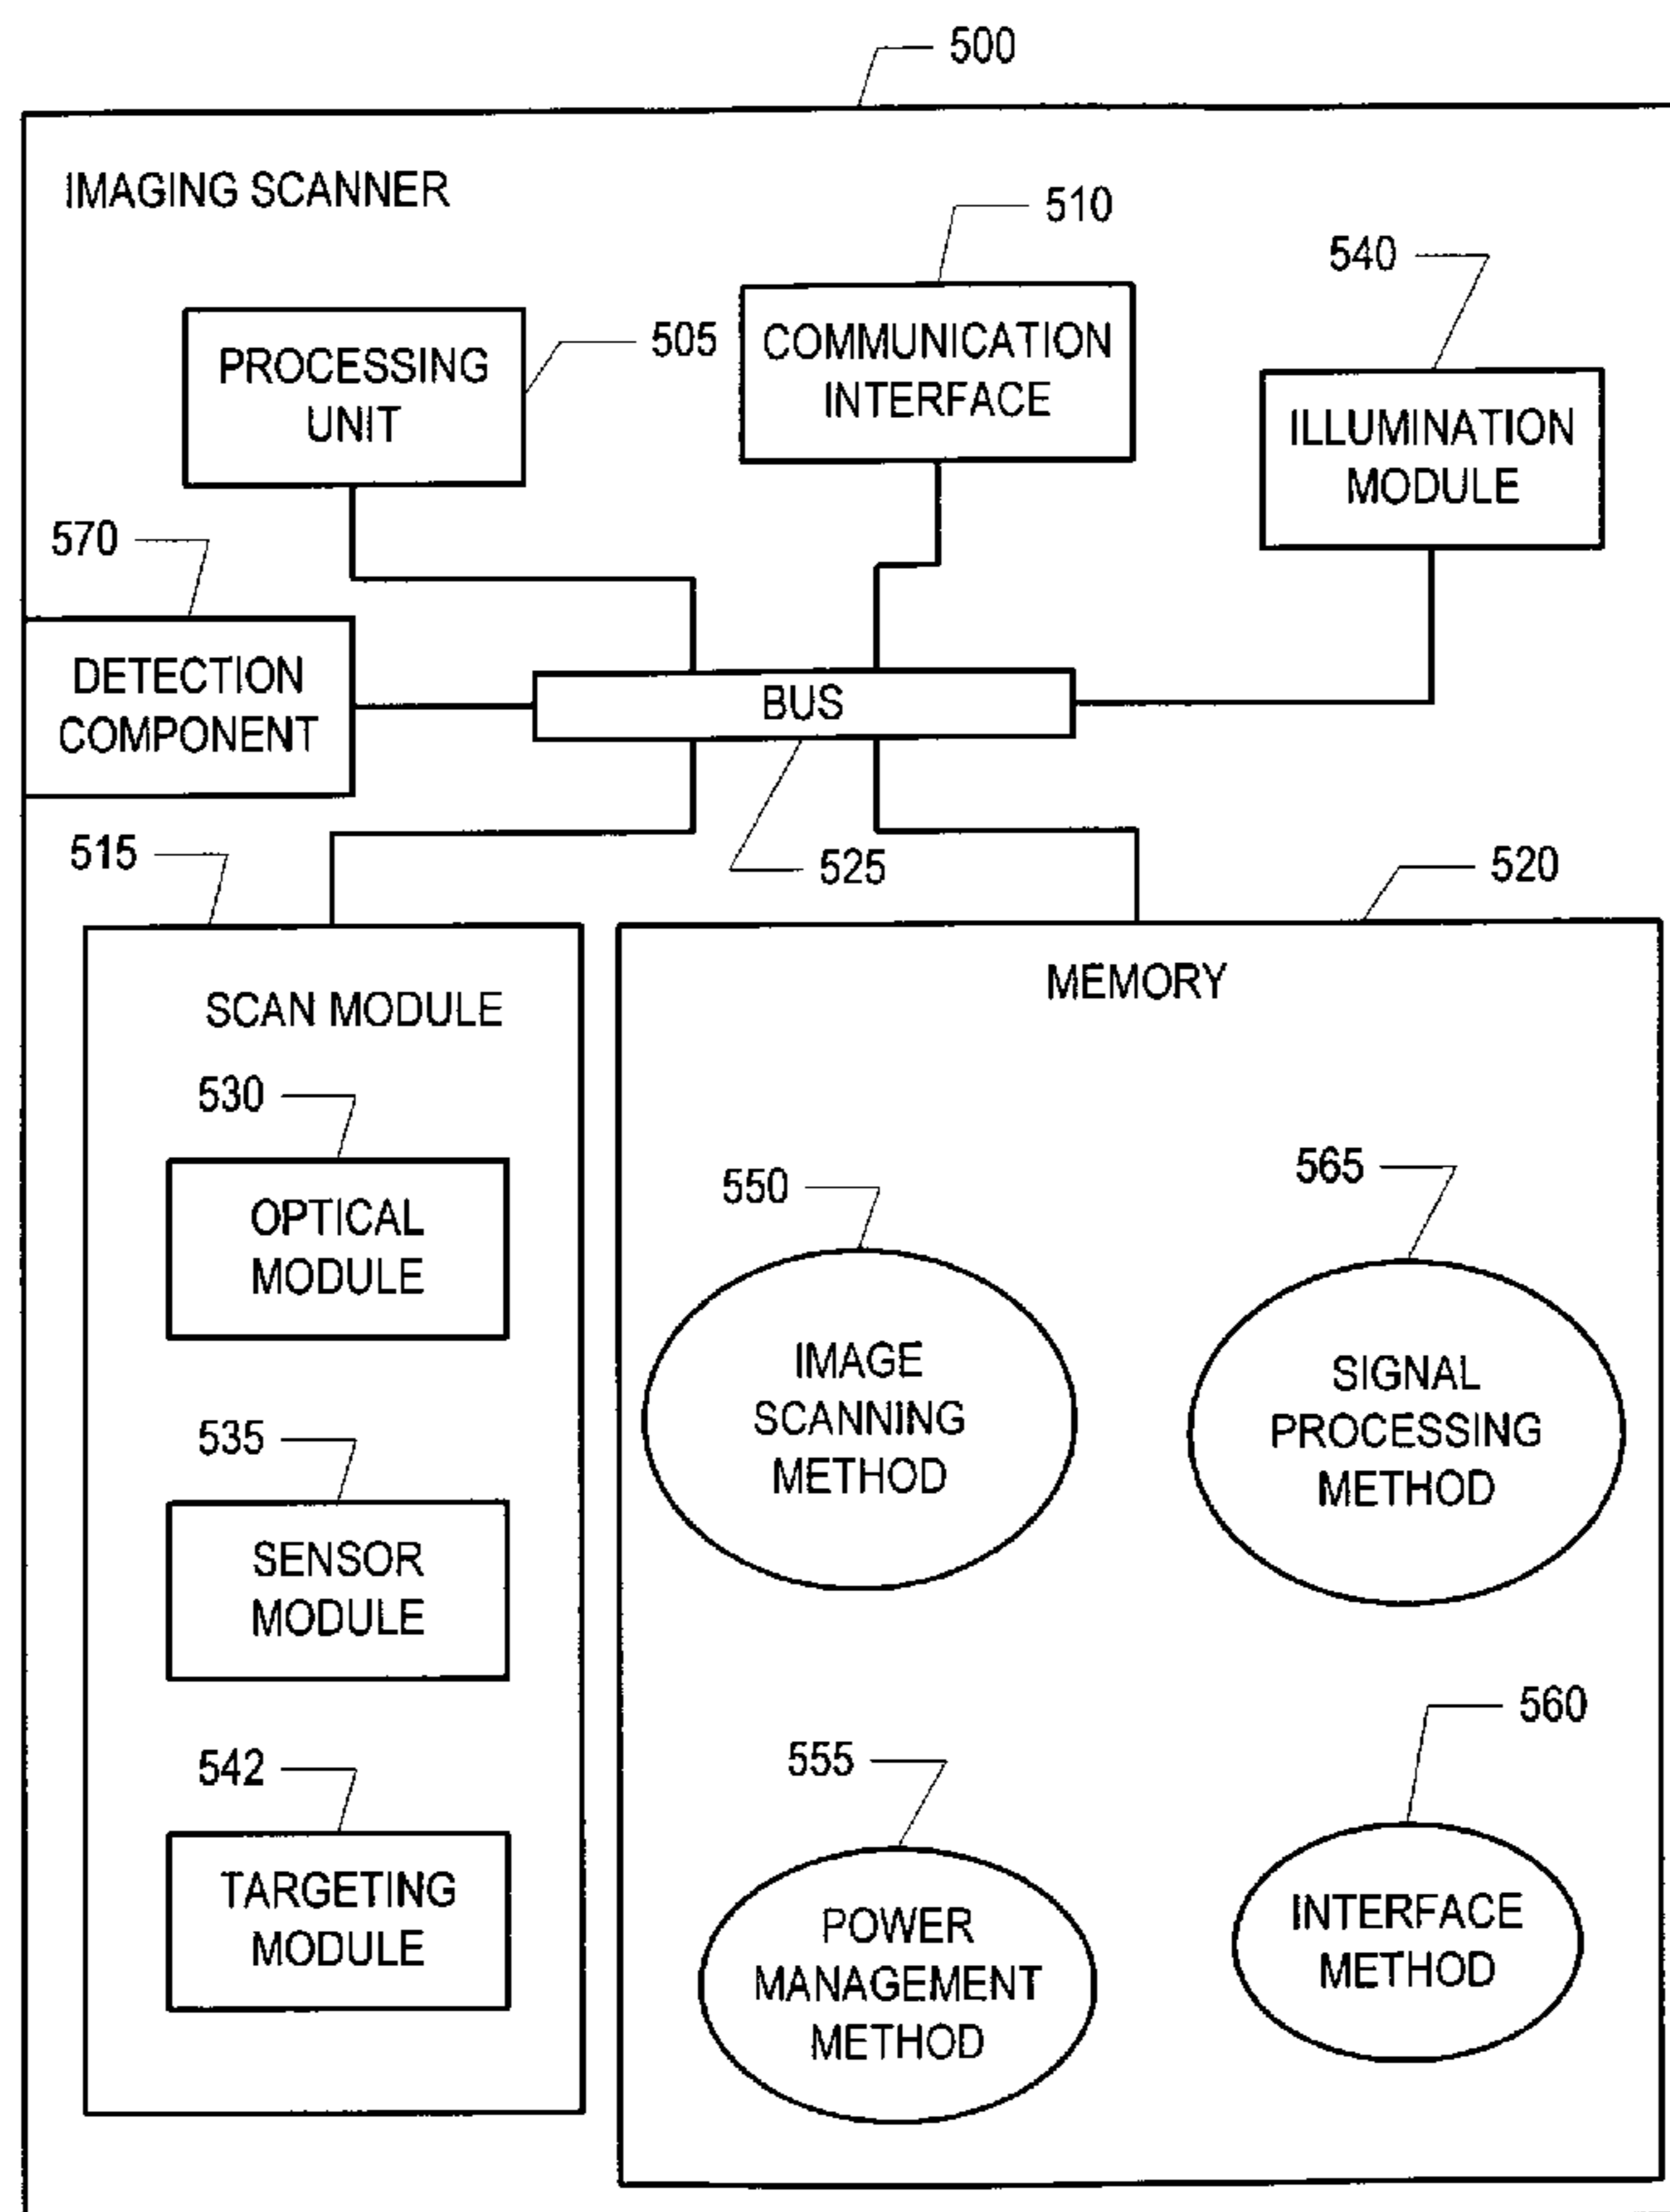 500
IMAGING SCANNER
510
540
PROCESSING
UNIT
505
COMMUNICATION
INTERFACE
ILLUMINATION
MODULE
570
DETECTION
COMPONENT
BUS
515
525
520
SCAN MODULE
MEMORY
530
OPTICAL
MODULE
550
565
IMAGE
SCANNING
METHOD
SIGNAL
PROCESSING
METHOD
535
SENSOR
MODULE
542
TARGETING
MODULE
555
560
POWER
MANAGEMENT
METHOD
INTERFACE
METHOD